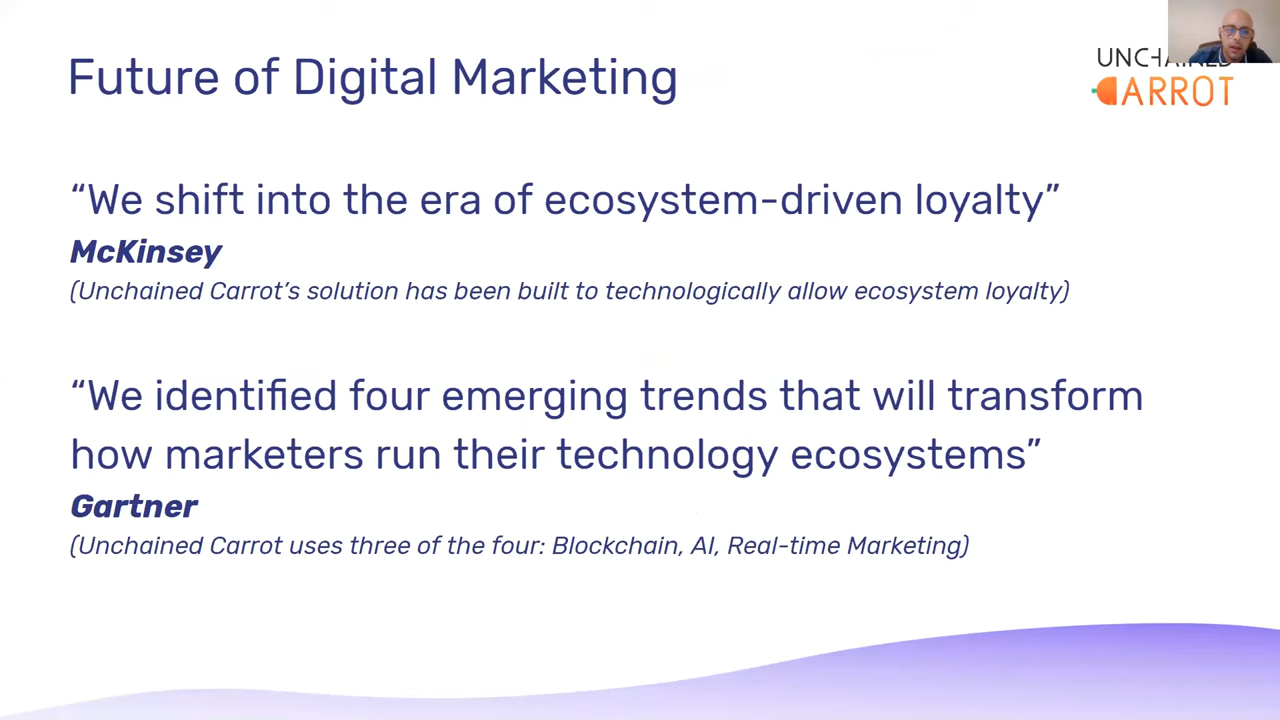 Future of Digital Marketing
UNCHAINED
CARROT
“We shift into the era of ecosystem-driven loyalty”
McKinsey
(Unchained Carrot’s solution has been built to technologically allow ecosystem loyalty)
“We identified four emerging trends that will transform
how marketers run their technology ecosystems”
Gartner
(Unchained Carrot uses three of the four: Blockchain, AI, Real-time Marketing)